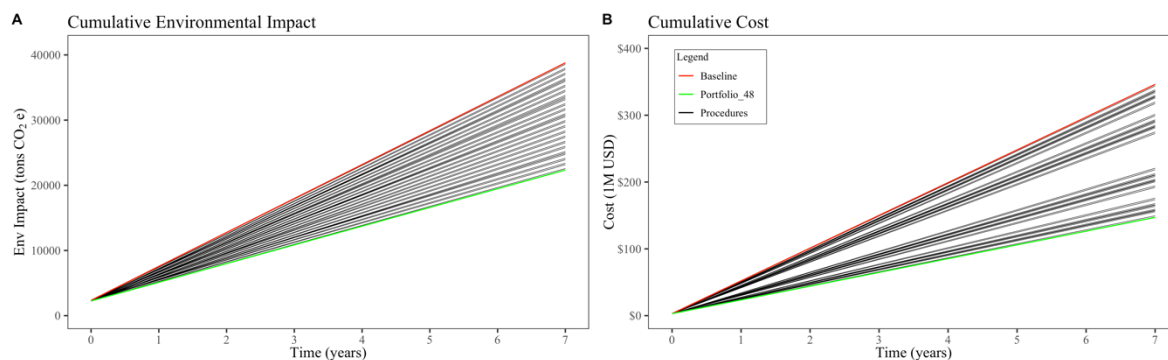 A
Cumulative Environmental Impact
40000
30000
20000
10000
0
Env Impact (tons CO₂ e)
0 1 2 3 4 5 6 7
Time (years)
B
Cumulative Cost
$400
$300
$200
$100
$0
Cost (1M USD)
Legend
Baseline
Portfolio_48
Procedures
0 1 2 3 4 5 6 7
Time (years)